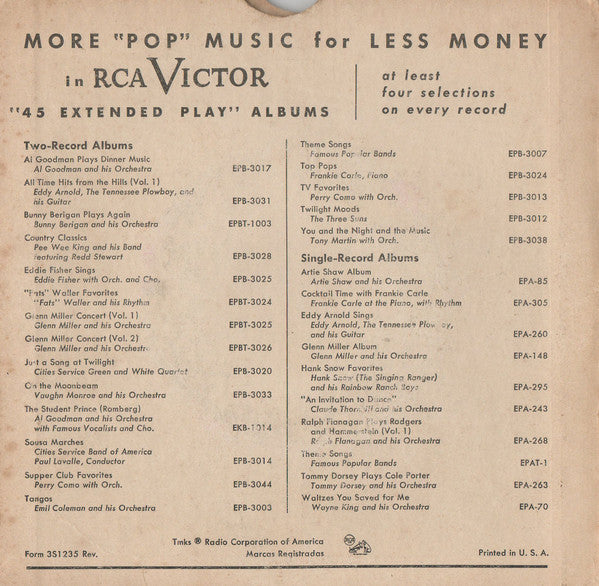 MORE "POP" MUSIC for LESS MONEY
in RCA VICTOR
"45 EXTENDED PLAY" ALBUMS
at least
four selections
on every record
Two-Record Albums
Al Goodman Plays Dinner Music
Al Goodman and his Orchestra EPB-3017
All Time Hits from the Hills (Vol. 1)
Eddy Arnold, The Tennessee Plowboy, and
his Guitar EPB-3031
Bunny Berigan Plays Again
Bunny Berigan and his Orchestra EPBT-1003
Country Classics
Pee Wee King and his Band
featuring Redd Stewart EPB-3028
Eddie Fisher Sings
Eddie Fisher with Orch. and Cho. EPB-3025
"Fats" Waller Favorites
"Fats" Waller and his Rhythm EPBT-3024
Glenn Miller Concert (Vol. 1)
Glenn Miller and his Orchestra EPBT-3025
Glenn Miller Concert (Vol. 2)
Glenn Miller and his Orchestra EPBT-3026
Just a Song at Twilight
Cities Service Green and White Quartet EPB-3020
On the Moonbeam
Vaughn Monroe and his Orchestra EPB-3033
The Student Prince (Romberg)
Al Goodman and his Orchestra
with Famous Vocalists and Cho. EKB-1014
Sousa Marches
Cities Service Band of America
Paul Lavalle, Conductor EPB-3014
Supper Club Favorites
Perry Como with Orch. EPB-3044
Tangos
Emil Coleman and his Orchestra EPB-3003
Theme Songs
Famous Popular Bands EPB-3007
Top Pops
Frankie Carle, Piano EPB-3024
TV Favorites
Perry Como with Orch. EPB-3013
Twilight Moods
The Three Suns EPB-3012
You and the Night and the Music
Tony Martin with Orch. EPB-3038
Single-Record Albums
Artie Shaw Album
Artie Shaw and his Orchestra EPA-85
Cocktail Time with Frankie Carle
Frankie Carle at the Piano, with Rhythm EPA-305
Eddy Arnold Sings
Eddy Arnold, The Tennessee Plowboy,
and his Guitar EPA-260
Glenn Miller Album
Glenn Miller and his Orchestra EPA-148
Hank Snow Favorites
Hank Snow (The Singing Ranger)
and his Rainbow Ranch Boys EPA-295
"An Invitation to Dance"
Claude Thornhill and his Orchestra EPA-243
Ralph Flanagan Plays Rodgers
and Hammerstein (Vol. 1)
Ralph Flanagan and his Orchestra EPA-268
Theme Songs
Famous Popular Bands EPAT-1
Tommy Dorsey Plays Cole Porter
Tommy Dorsey and his Orchestra EPA-263
Waltzes You Saved for Me
Wayne King and his Orchestra EPA-70
Tmks ® Radio Corporation of America
Marcas Registradas
Form 3S1235 Rev.
Printed in U. S. A.